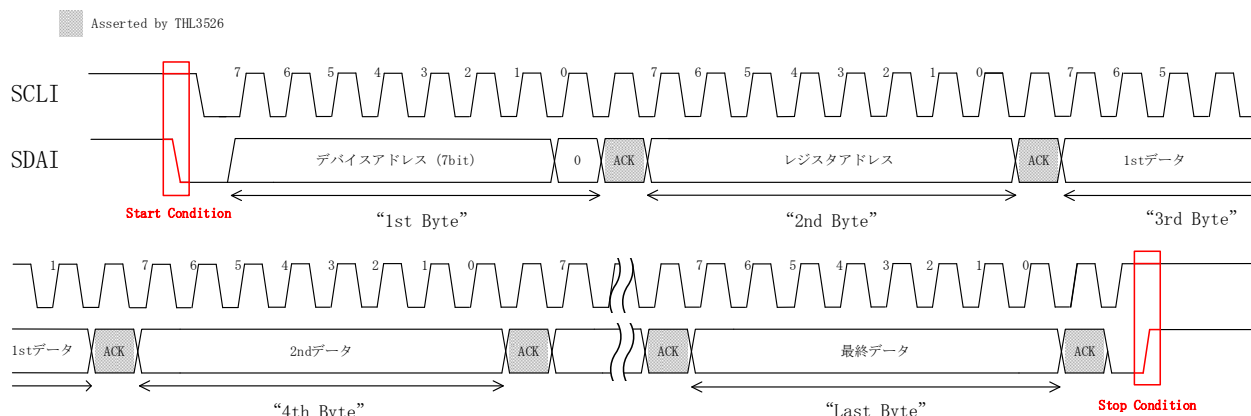 Asserted by THL3526
7 6 5 4 3 2 1 0 7 6 5 4 3 2 1 0 7 6 5
SCLI
SDAI
デバイスアドレス (7bit) 0 ACK レジスタアドレス ACK 1stデータ
Start Condition
“1st Byte” “2nd Byte” “3rd Byte”
1 7 6 5 4 3 2 1 0 7 7 6 5 4 3 2 1 0
1stデータ ACK 2ndデータ ACK ACK 最終データ ACK
“4th Byte” “Last Byte” Stop Condition